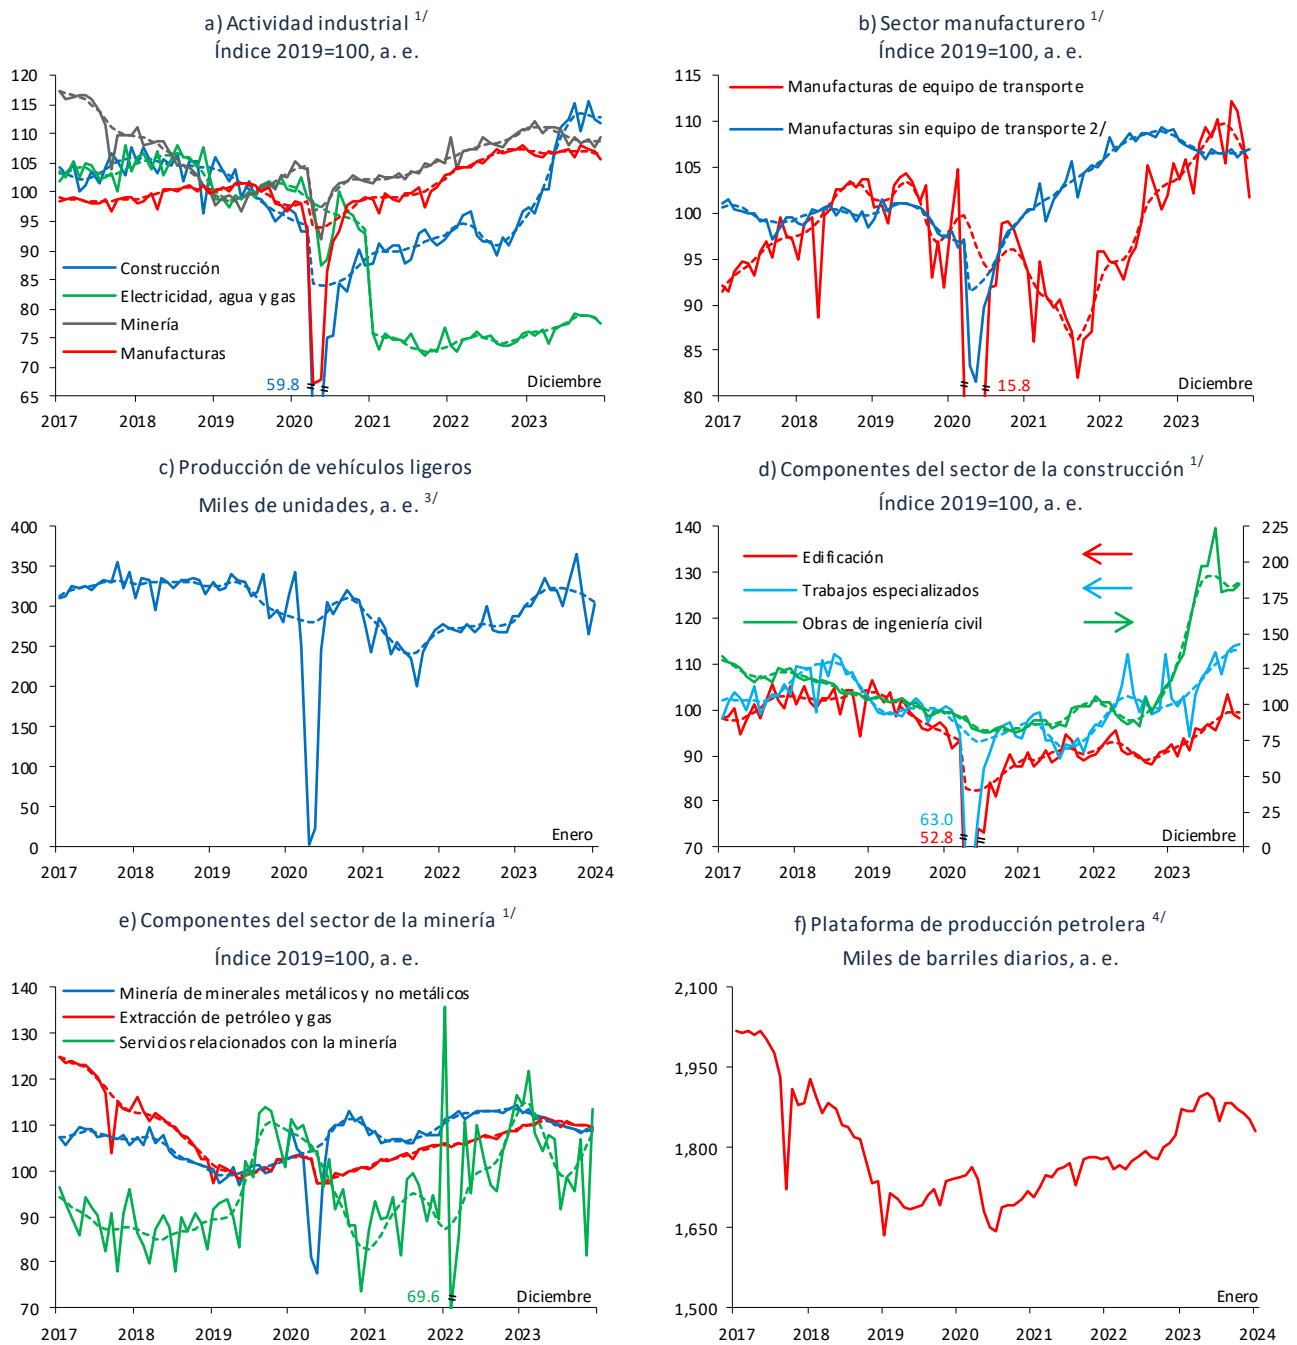 a) Actividad industrial 1/
Índice 2019=100, a. e.
120
115
110
105
100
95
90
85
80
75
70
65
Construcción
Electricidad, agua y gas
Minería
Manufacturas
59.8
Diciembre
2017 2018 2019 2020 2021 2022 2023
b) Sector manufacturero 1/
Índice 2019=100, a. e.
115
110
105
100
95
90
85
80
Manufacturas de equipo de transporte
Manufacturas sin equipo de transporte 2/
15.8
Diciembre
2017 2018 2019 2020 2021 2022 2023
c) Producción de vehículos ligeros
Miles de unidades, a. e. 3/
400
350
300
250
200
150
100
50
0
Enero
2017 2018 2019 2020 2021 2022 2023 2024
d) Componentes del sector de la construcción 1/
Índice 2019=100, a. e.
140
130
120
110
100
90
80
70
225
200
175
150
125
100
75
50
25
0
Edificación
Trabajos especializados
Obras de ingeniería civil
63.0
52.8
Diciembre
2017 2018 2019 2020 2021 2022 2023
e) Componentes del sector de la minería 1/
Índice 2019=100, a. e.
140
130
120
110
100
90
80
70
Minería de minerales metálicos y no metálicos
Extracción de petróleo y gas
Servicios relacionados con la minería
69.6
Diciembre
2017 2018 2019 2020 2021 2022 2023
f) Plataforma de producción petrolera 4/
Miles de barriles diarios, a. e.
2,100
1,950
1,800
1,650
1,500
Enero
2017 2018 2019 2020 2021 2022 2023 2024